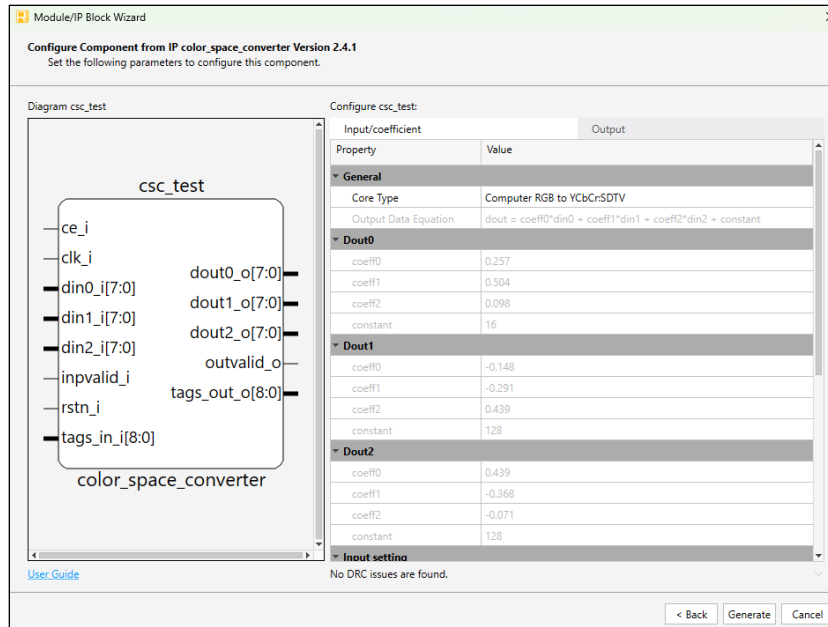 Module/IP Block Wizard
Configure Component from IP color_space_converter Version 2.4.1
Set the following parameters to configure this component.
Diagram csc_test
csc_test
ce_i
clk_i
din0_i[7:0]
din1_i[7:0]
din2_i[7:0]
inpvalid_i
rstn_i
tags_in_i[8:0]
dout0_o[7:0]
dout1_o[7:0]
dout2_o[7:0]
outvalid_o
tags_out_o[8:0]
color_space_converter
User Guide
Configure csc_test:
Input/coefficient Output
Property Value
General
Core Type Computer RGB to YCbCr:SDTV
Output Data Equation dout = coeff0*din0 + coeff1*din1 + coeff2*din2 + constant
Dout0
coeff0 0.257
coeff1 0.504
coeff2 0.098
constant 16
Dout1
coeff0 -0.148
coeff1 -0.291
coeff2 0.439
constant 128
Dout2
coeff0 0.439
coeff1 -0.368
coeff2 -0.071
constant 128
Input setting
No DRC issues are found.
< Back Generate Cancel